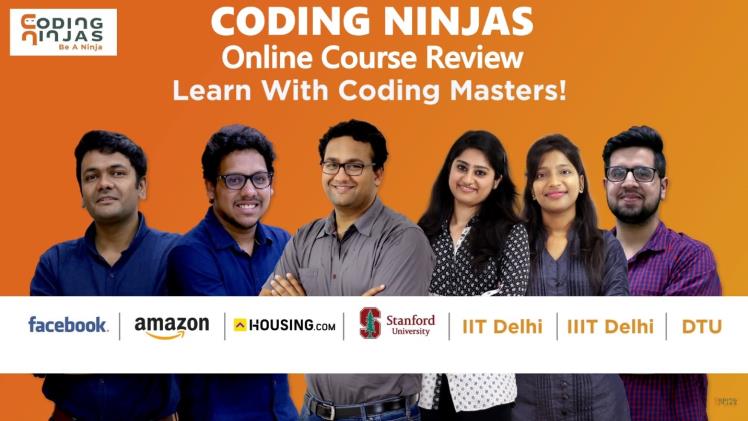 CODING
NINJAS
Be A Ninja
CODING NINJAS
Online Course Review
Learn With Coding Masters!
facebook. amazon HOUSING.COM Stanford University IIT Delhi IIIT Delhi DTU